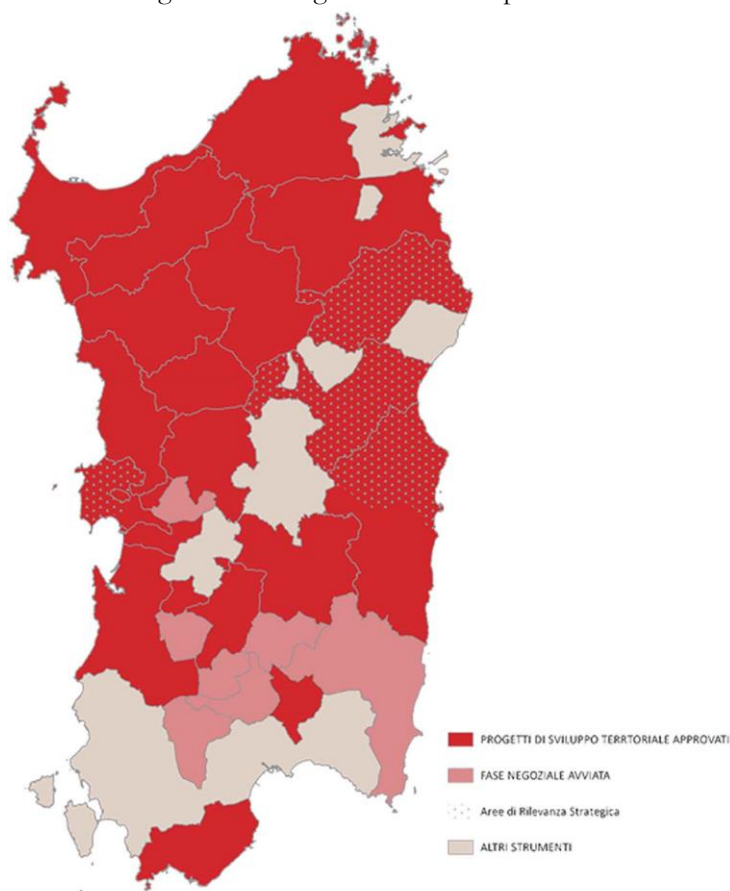 PROGETTI DI SVILUPPO TERRTORIALE APPROVATI
FASE NEGOZIALE AVVIATA
Aree di Rilevanza Strategica
ALTRI STRUMENTI